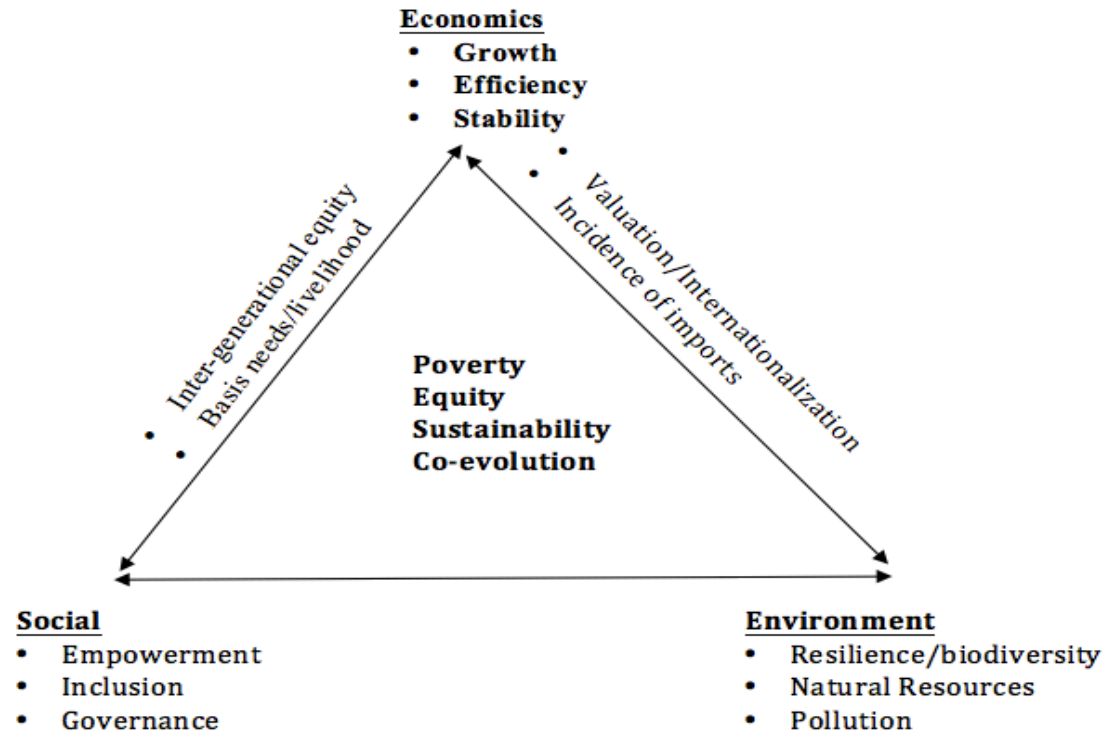 Economics
• Growth
• Efficiency
• Stability
• Inter-generational equity
• Basis needs/livelihood
• Valuation/Internationalization
• Incidence of imports
Poverty
Equity
Sustainability
Co-evolution
Social
• Empowerment
• Inclusion
• Governance
Environment
• Resilience/biodiversity
• Natural Resources
• Pollution